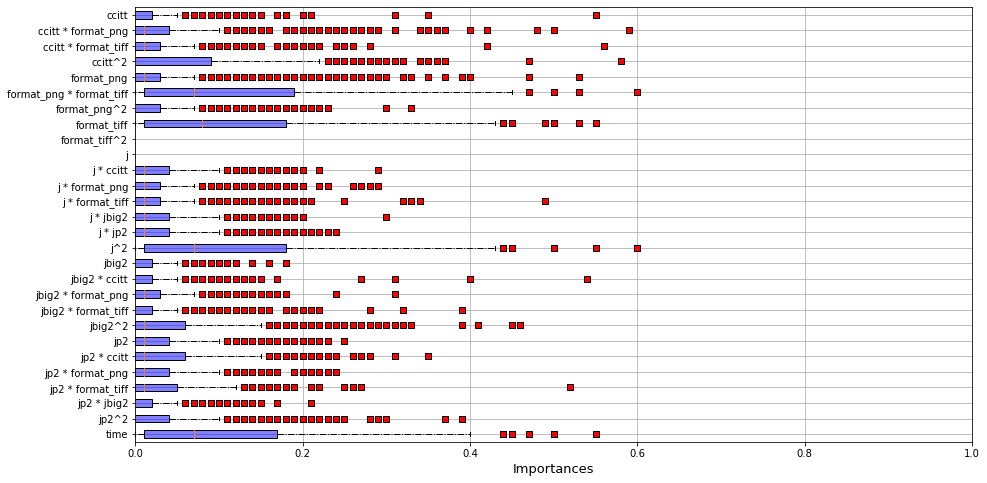 ccitt
ccitt * format_png
ccitt * format_tiff
ccitt^2
format_png
format_png * format_tiff
format_png^2
format_tiff
format_tiff^2
j
j * ccitt
j * format_png
j * format_tiff
j * jbig2
j * jp2
j^2
jbig2
jbig2 * ccitt
jbig2 * format_png
jbig2 * format_tiff
jbig2^2
jp2
jp2 * ccitt
jp2 * format_png
jp2 * format_tiff
jp2 * jbig2
jp2^2
time
0.0 0.2 0.4 0.6 0.8 1.0
Importances